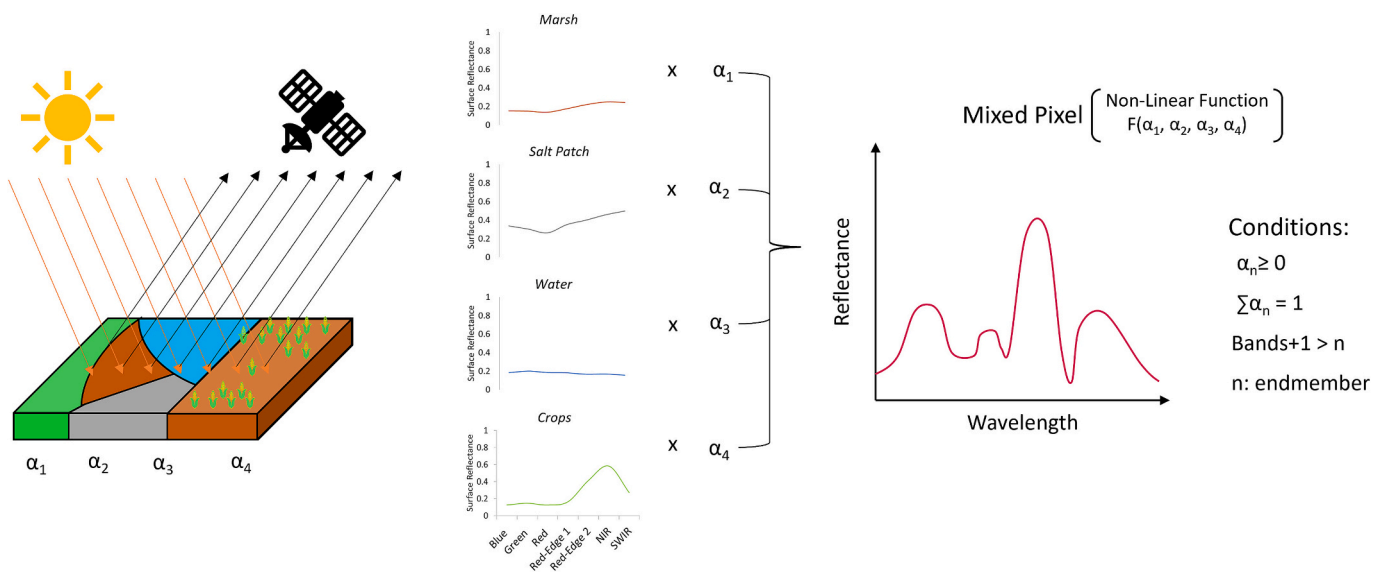 α1
α2
α3
α4
Marsh
Surface Reflectance
1
0.8
0.6
0.4
0.2
0
x α1
Salt Patch
Surface Reflectance
1
0.8
0.6
0.4
0.2
0
x α2
Water
Surface Reflectance
1
0.8
0.6
0.4
0.2
0
x α3
Crops
Surface Reflectance
1
0.8
0.6
0.4
0.2
0
x α4
Blue
Green
Red
Red-Edge 1
Red-Edge 2
NIR
SWIR
Mixed Pixel
Non-Linear Function
F(α1, α2, α3, α4)
Reflectance
Wavelength
Conditions:
αn≥ 0
∑αn = 1
Bands+1 > n
n: endmember